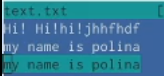 text.txt [
Hi! Hi!hi!jhhfhdf
my name is polina
my name is polina